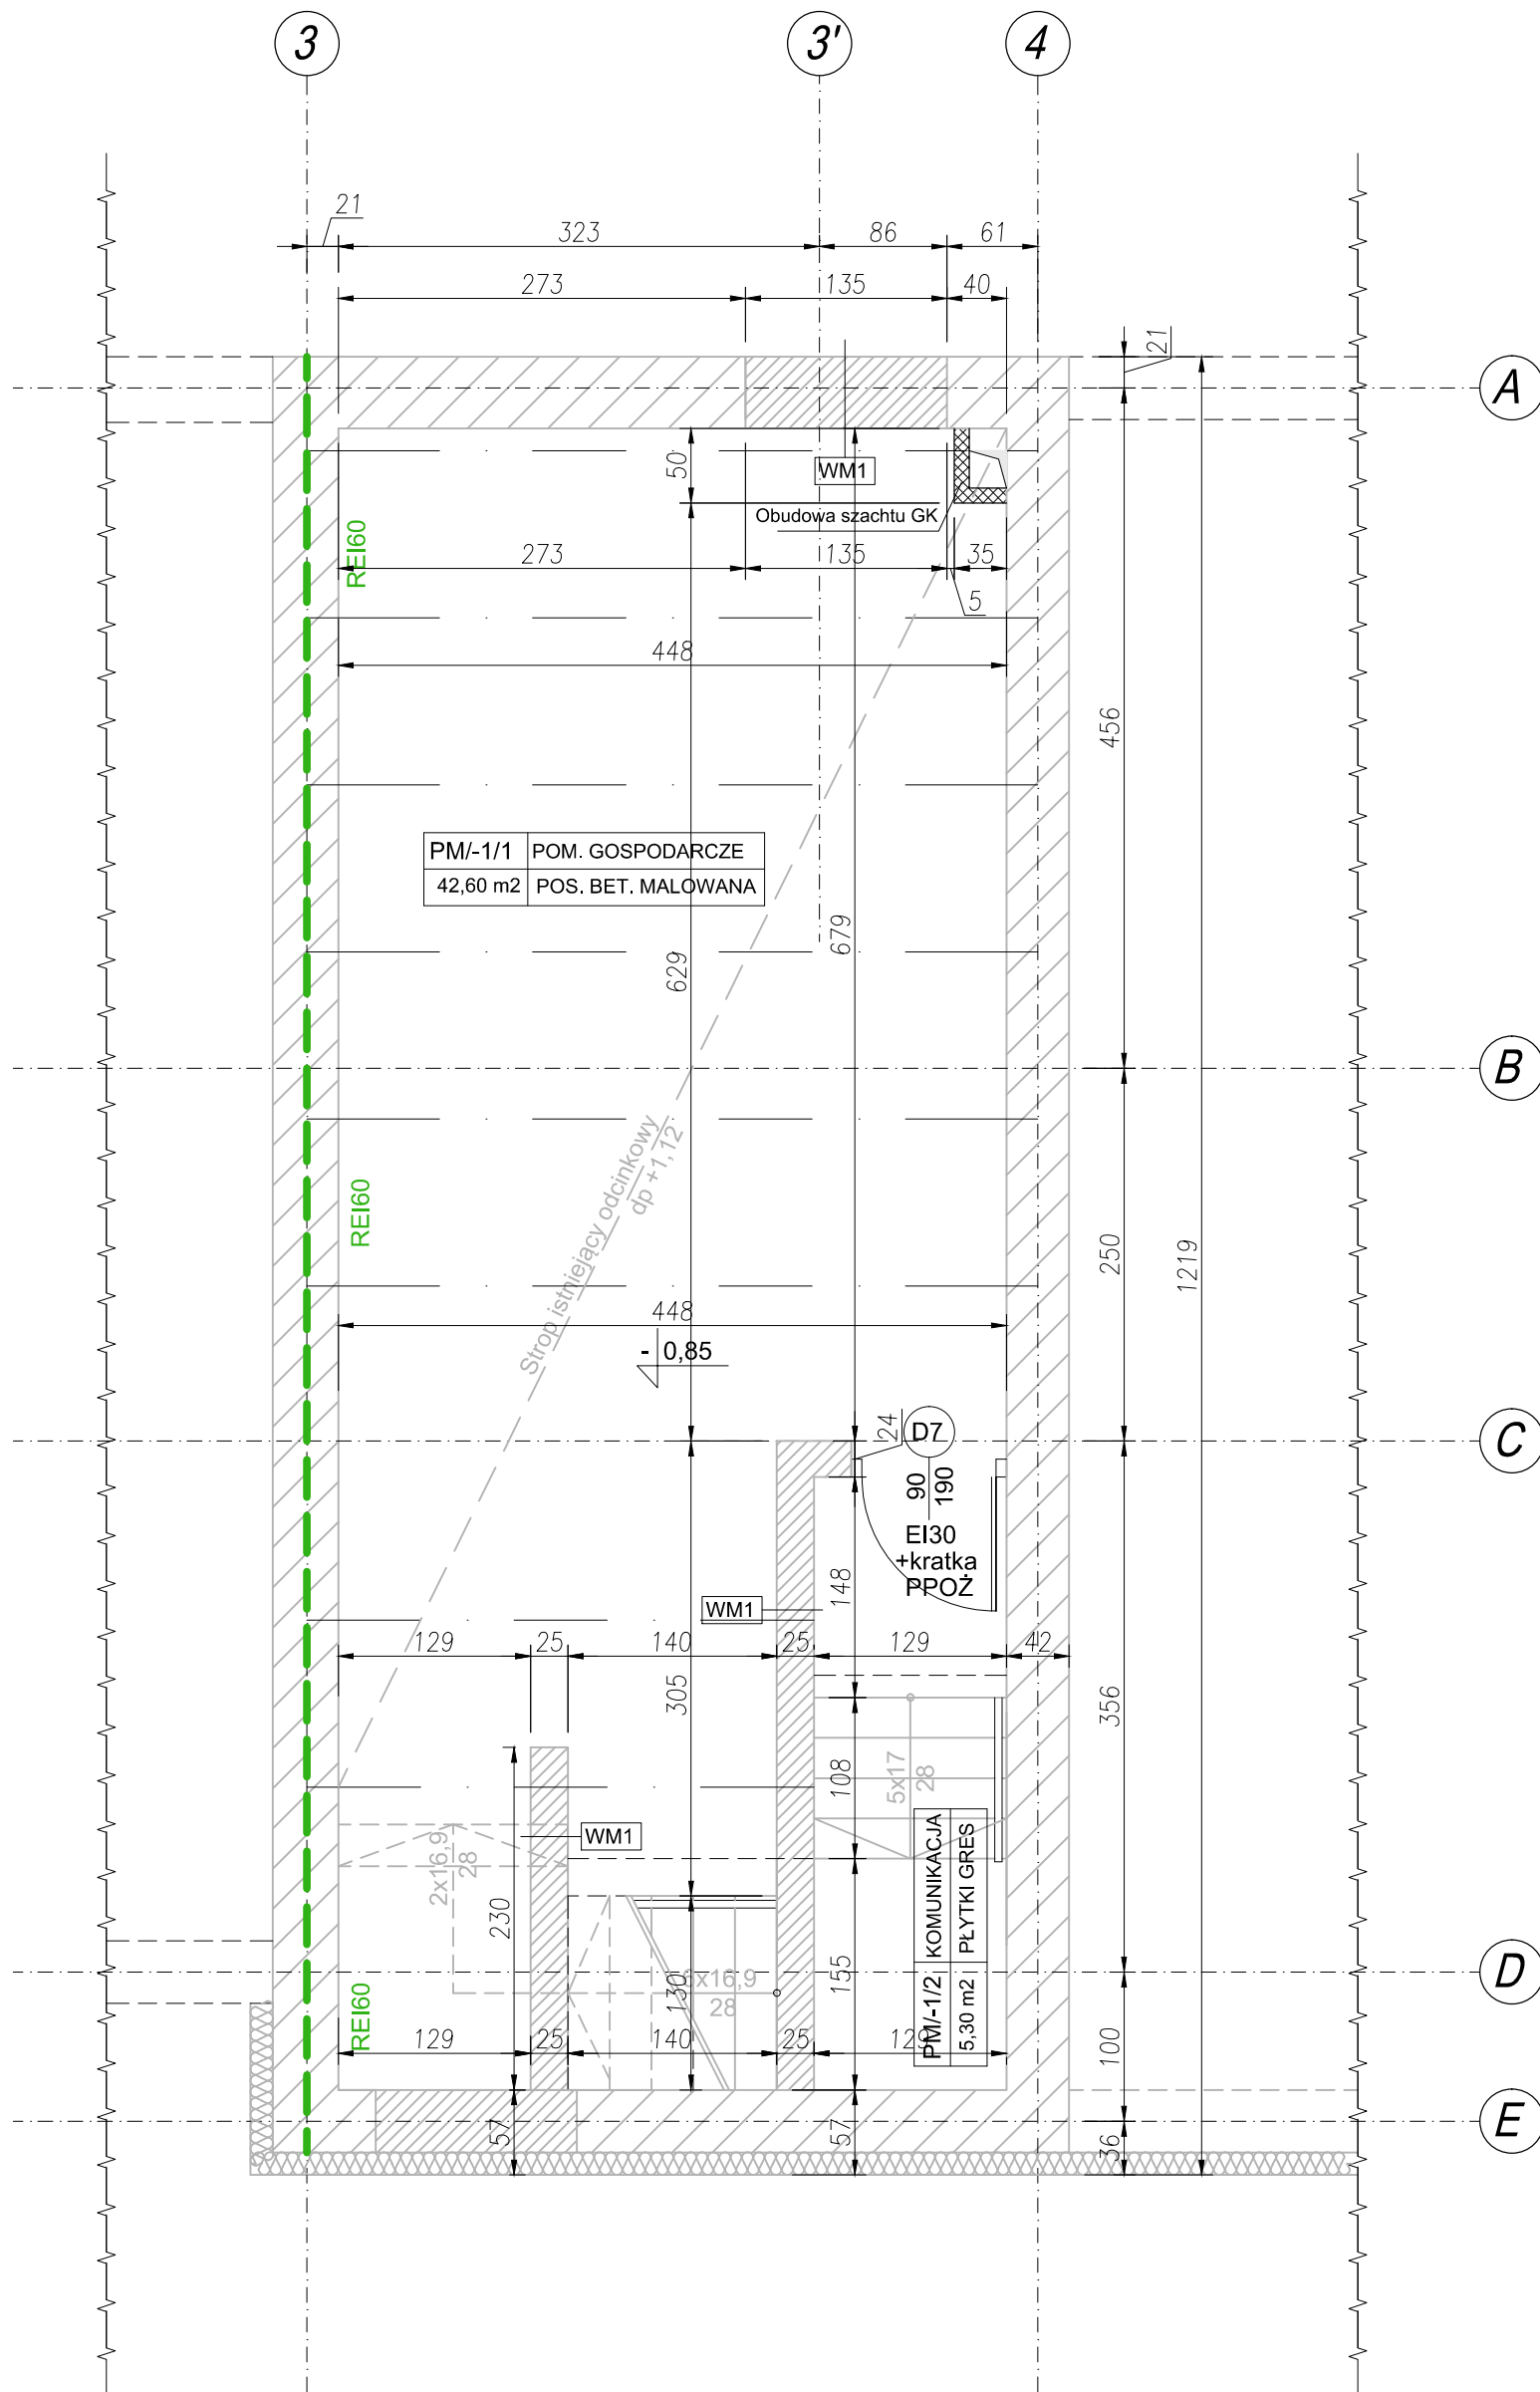 3
3'
4
21
323
86
61
273
135
40
21
A
50
WM1
Obudowa szachtu GK
REI60
273
135
35
5
448
456
PM/-1/1
POM. GOSPODARCZE
42,60 m2
POS. BET. MALOWANA
679
629
B
Strop istniejący odcinkowy
dp +1,12
REI60
250
1219
448
- 0,85
24
D7
C
90
190
EI30
+kratka
PPOŻ
148
WM1
129
25
140
25
129
42
305
356
108
5x17
28
WM1
2x16,9
28
230
KOMUNIKACJA
PŁYTKI GRES
PM/-1/2
5,30 m2
155
D
130
6x16,9
28
REI60
129
25
140
25
129
100
57
57
36
E